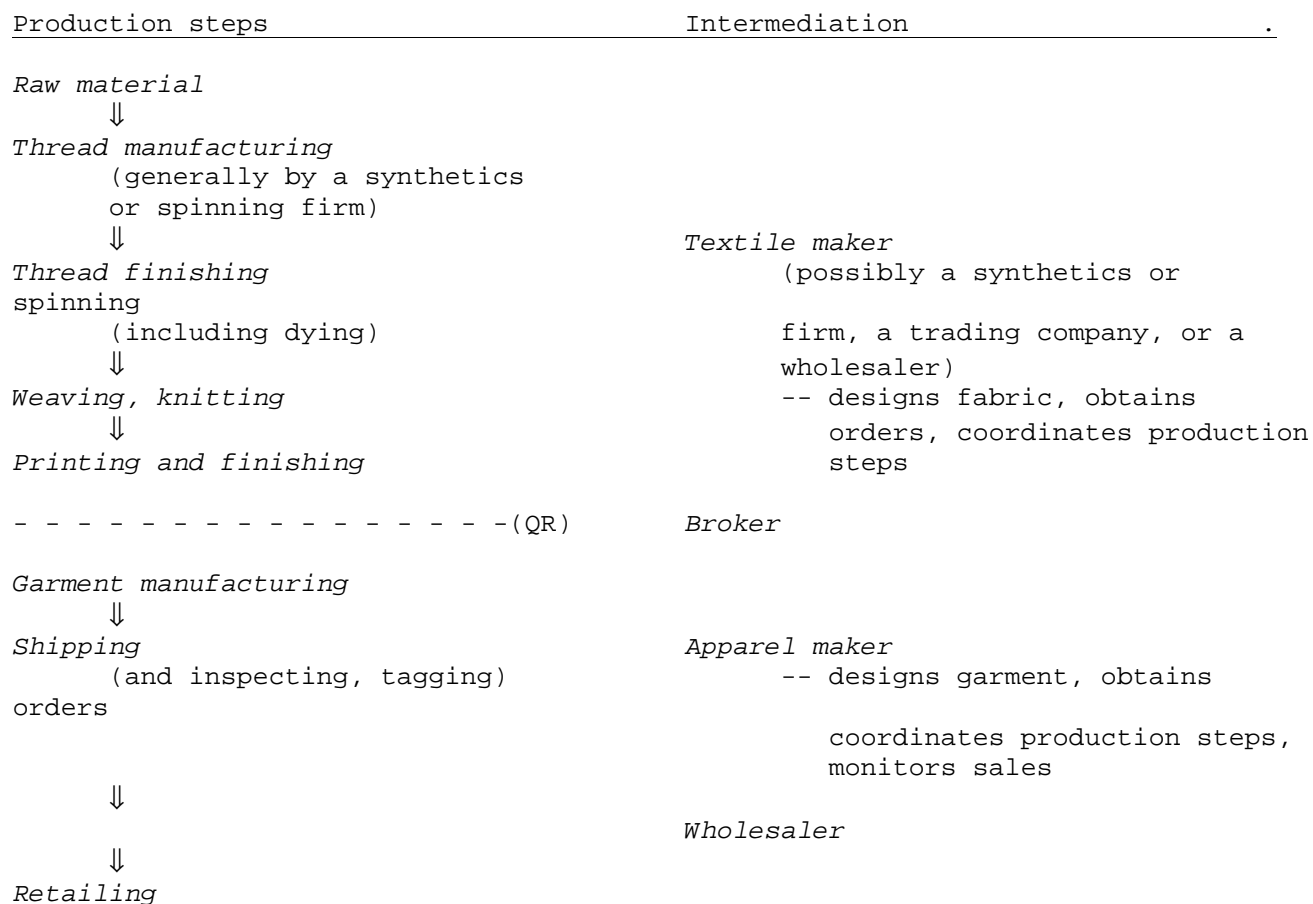 Production steps Intermediation .
Raw material
⇓
Thread manufacturing
(generally by a synthetics
or spinning firm)
⇓ Textile maker
Thread finishing (possibly a synthetics or
spinning
(including dying) firm, a trading company, or a
⇓ wholesaler)
Weaving, knitting -- designs fabric, obtains
⇓ orders, coordinates production
Printing and finishing steps
- - - - - - - - - - - - - - - -(QR) Broker
Garment manufacturing
⇓
Shipping Apparel maker
(and inspecting, tagging) -- designs garment, obtains
orders
coordinates production steps,
monitors sales
⇓
Wholesaler
⇓
Retailing